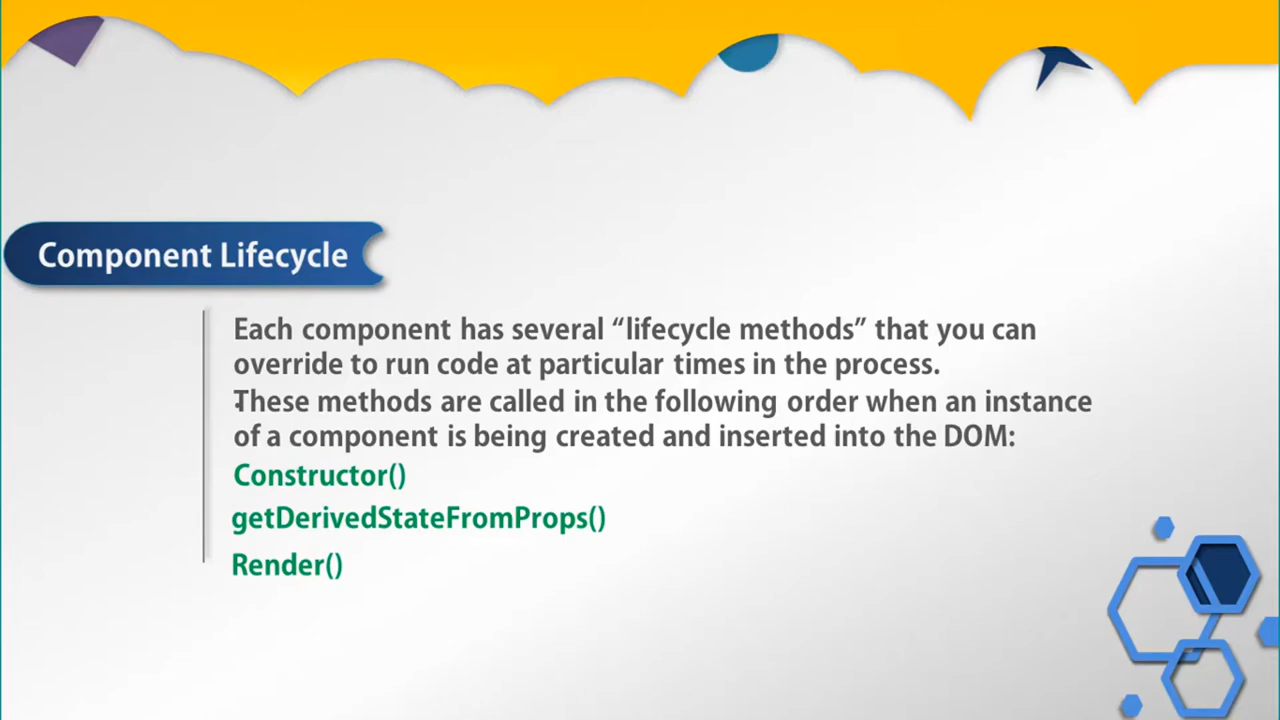 Component Lifecycle
Each component has several “lifecycle methods” that you can
override to run code at particular times in the process.
These methods are called in the following order when an instance
of a component is being created and inserted into the DOM:
Constructor()
getDerivedStateFromProps()
Render()